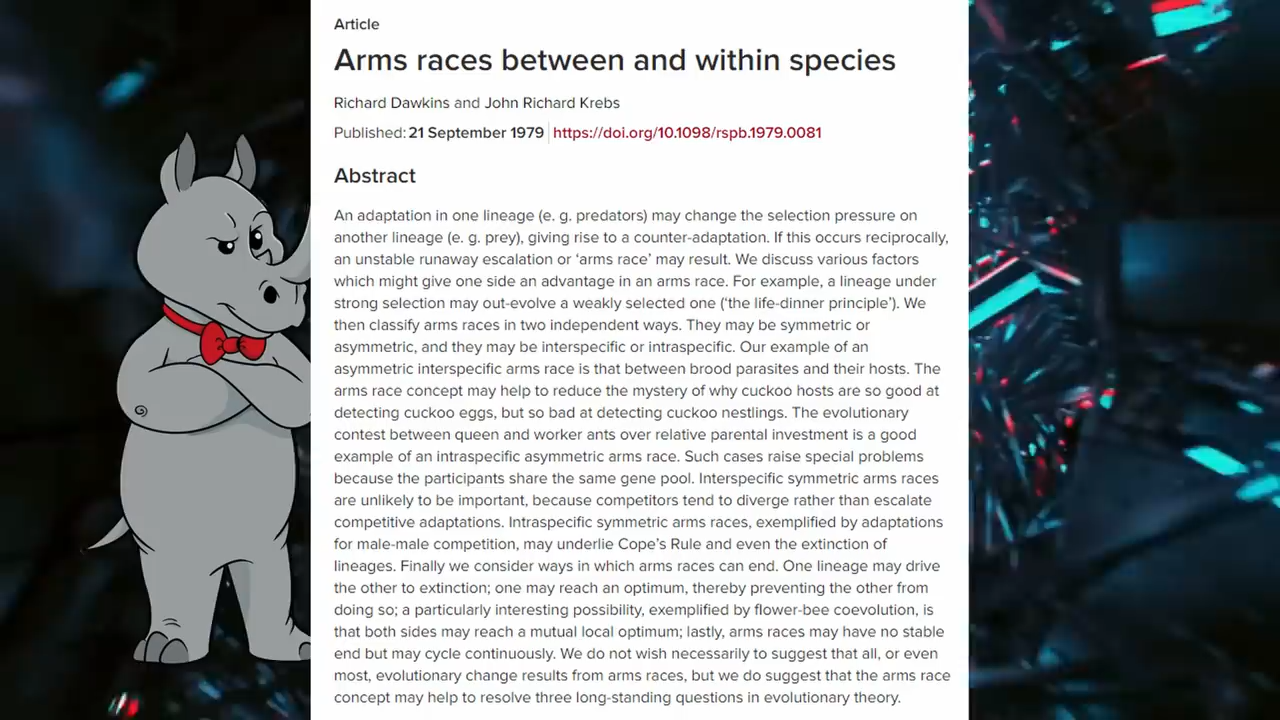 Article
Arms races between and within species
Richard Dawkins and John Richard Krebs
Published: 21 September 1979 https://doi.org/10.1098/rspb.1979.0081
Abstract
An adaptation in one lineage (e. g. predators) may change the selection pressure on
another lineage (e. g. prey), giving rise to a counter-adaptation. If this occurs reciprocally,
an unstable runaway escalation or ‘arms race’ may result. We discuss various factors
which might give one side an advantage in an arms race. For example, a lineage under
strong selection may out-evolve a weakly selected one (‘the life-dinner principle’). We
then classify arms races in two independent ways. They may be symmetric or
asymmetric, and they may be interspecific or intraspecific. Our example of an
asymmetric interspecific arms race is that between brood parasites and their hosts. The
arms race concept may help to reduce the mystery of why cuckoo hosts are so good at
detecting cuckoo eggs, but so bad at detecting cuckoo nestlings. The evolutionary
contest between queen and worker ants over relative parental investment is a good
example of an intraspecific asymmetric arms race. Such cases raise special problems
because the participants share the same gene pool. Interspecific symmetric arms races
are unlikely to be important, because competitors tend to diverge rather than escalate
competitive adaptations. Intraspecific symmetric arms races, exemplified by adaptations
for male-male competition, may underlie Cope’s Rule and even the extinction of
lineages. Finally we consider ways in which arms races can end. One lineage may drive
the other to extinction; one may reach an optimum, thereby preventing the other from
doing so; a particularly interesting possibility, exemplified by flower-bee coevolution, is
that both sides may reach a mutual local optimum; lastly, arms races may have no stable
end but may cycle continuously. We do not wish necessarily to suggest that all, or even
most, evolutionary change results from arms races, but we do suggest that the arms race
concept may help to resolve three long-standing questions in evolutionary theory.